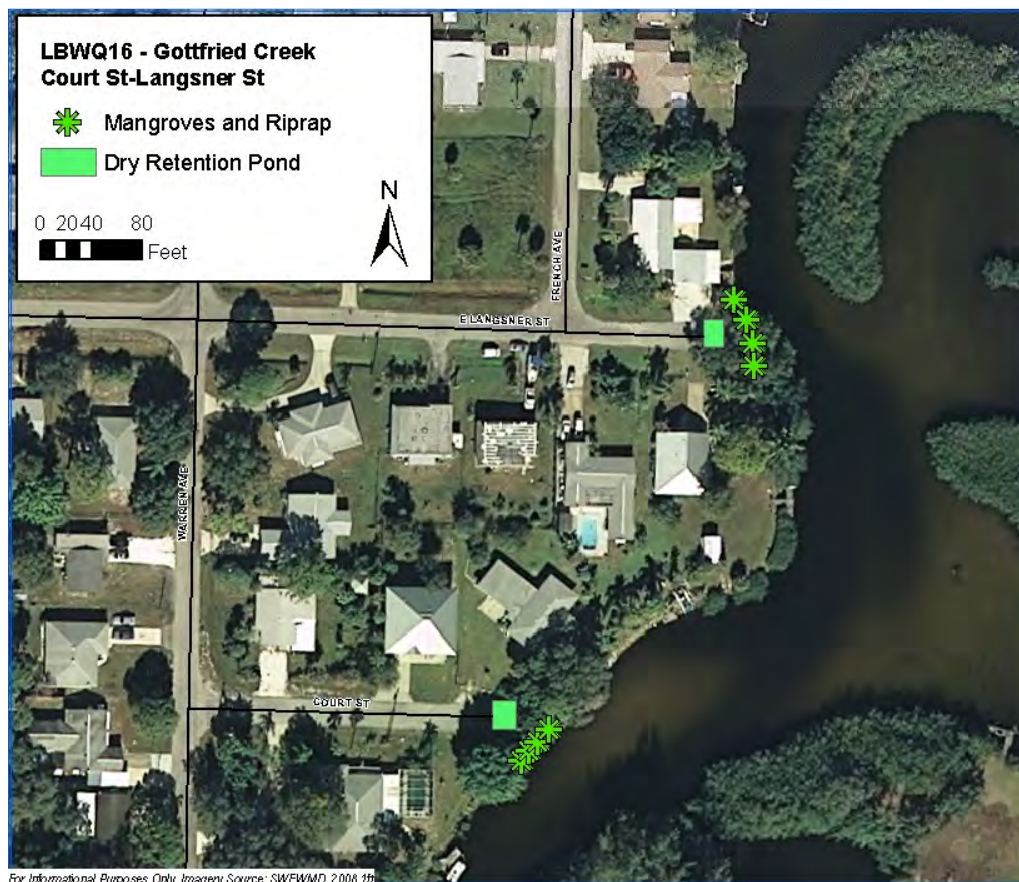 LBWQ16 - Gottfried Creek
Court St-Langsner St
Mangroves and Riprap
Dry Retention Pond
N
0 20 40 80
Feet
FRENCH AVE
E LANGSNER ST
WARREN AVE
COURT ST
For Informational Purposes Only. Imagery Source: SWFWMD, 2008 1ft